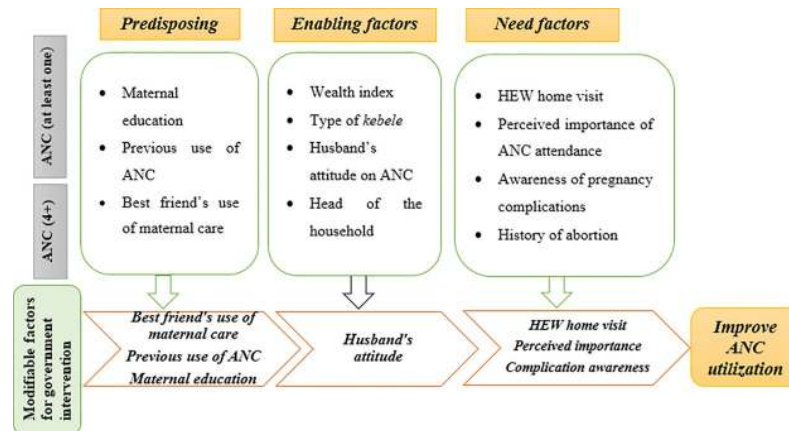 Predisposing
Enabling factors
Need factors
ANC (at least one)
ANC (4+)
• Maternal
education
• Previous use of
ANC
• Best friend's use
of maternal care
• Wealth index
• Type of kebele
• Husband's
attitude on ANC
• Head of the
household
• HEW home visit
• Perceived importance of
ANC attendance
• Awareness of pregnancy
complications
• History of abortion
Modifiable factors
for government
intervention
Best friend's use of
maternal care
Previous use of ANC
Maternal education
Husband's
attitude
HEW home visit
Perceived importance
Complication awareness
Improve
ANC
utilization